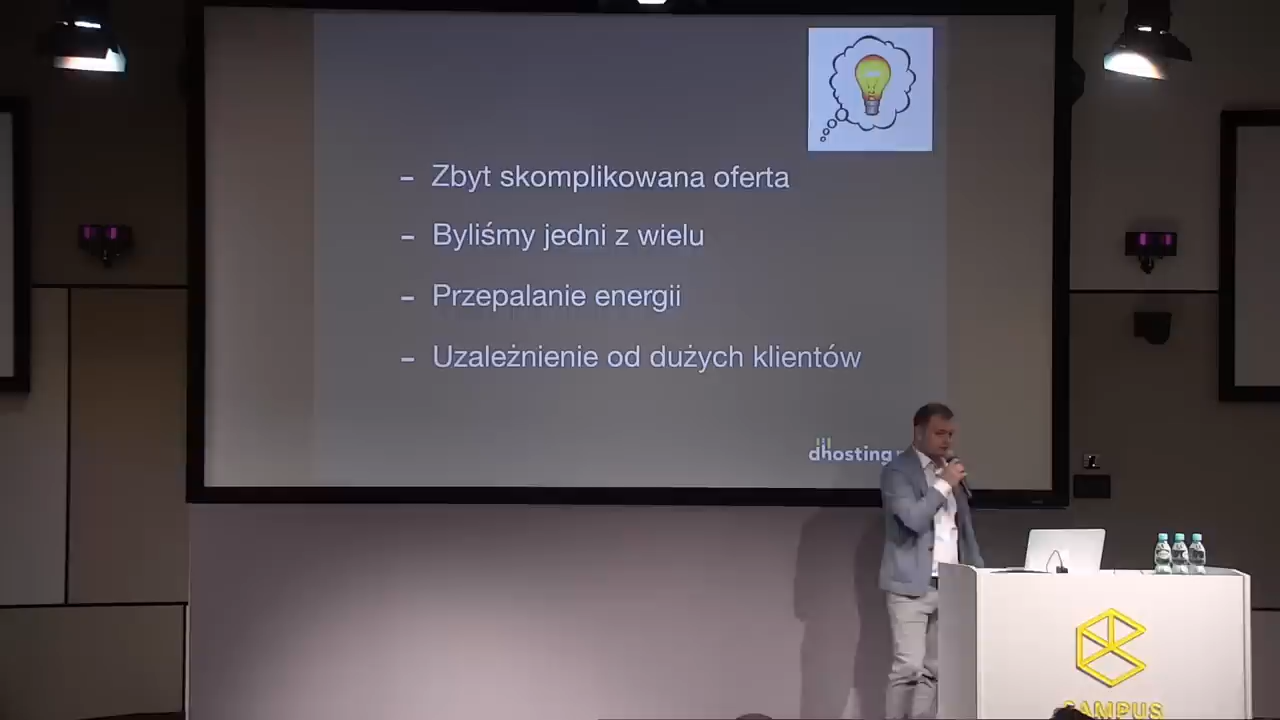 – Zbyt skomplikowana oferta
– Byliśmy jedni z wielu
– Przepalanie energii
– Uzależnienie od dużych klientów
dhosting
CAMPUS